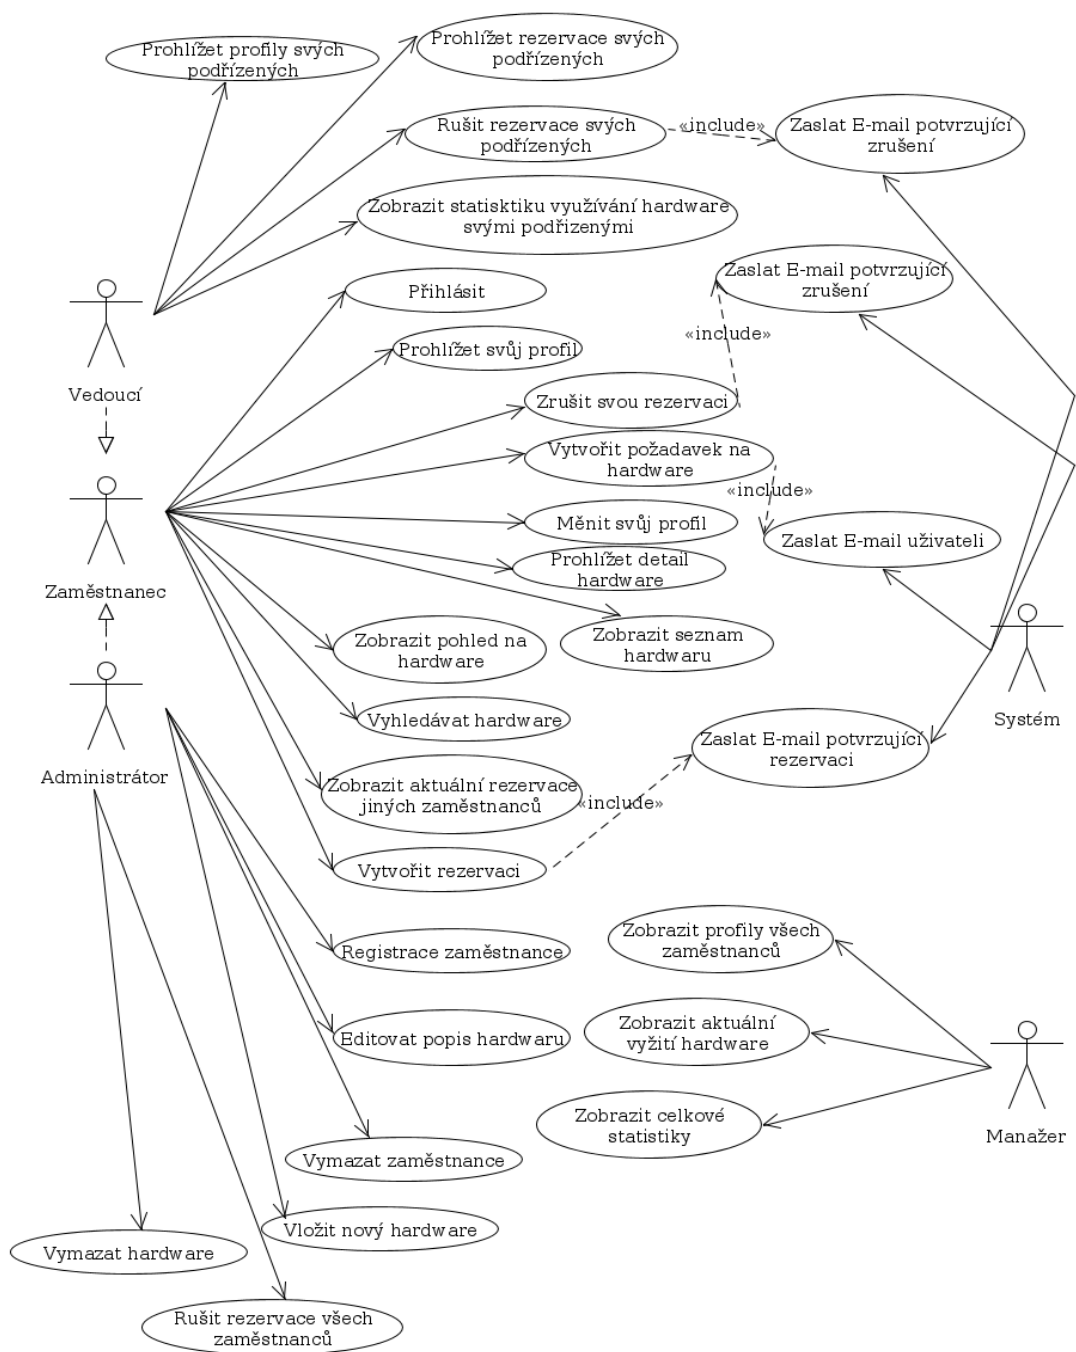 Prohlížet profily svých
podřízených
Prohlížet rezervace svých
podřízených
Rušit rezervace svých
podřízených
«include»
Zaslat E-mail potvrzující
zrušení
Zobrazit statisktiku využívání hardware
svými podřizenými
Zaslat E-mail potvrzující
zrušení
Přihlásit
«include»
Prohlížet svůj profil
Vedoucí
Zrušit svou rezervaci
Vytvořit požadavek na
hardware
«include»
Měnit svůj profil
Zaslat E-mail uživateli
Prohlížet detail
hardware
Zaměstnanec
Zobrazit pohled na
hardware
Zobrazit seznam
hardwaru
Systém
Vyhledávat hardware
Zaslat E-mail potvrzující
rezervaci
Administrátor
Zobrazit aktuální rezervace
jiných zaměstnanců
«include»
Vytvořit rezervaci
Registrace zaměstnance
Zobrazit profily všech
zaměstnanců
Editovat popis hardwaru
Zobrazit aktuální
vyžití hardware
Zobrazit celkové
statistiky
Manažer
Vymazat zaměstnance
Vložit nový hardware
Vymazat hardware
Rušit rezervace všech
zaměstnanců